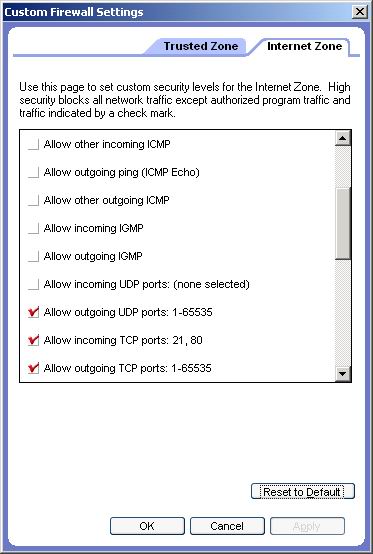 Custom Firewall Settings
Trusted Zone
Internet Zone
Use this page to set custom security levels for the Internet Zone. High
security blocks all network traffic except authorized program traffic and
traffic indicated by a check mark.
Allow other incoming ICMP
Allow outgoing ping (ICMP Echo)
Allow other outgoing ICMP
Allow incoming IGMP
Allow outgoing IGMP
Allow incoming UDP ports: (none selected)
Allow outgoing UDP ports: 1-65535
Allow incoming TCP ports: 21, 80
Allow outgoing TCP ports: 1-65535
Reset to Default
OK
Cancel
Apply